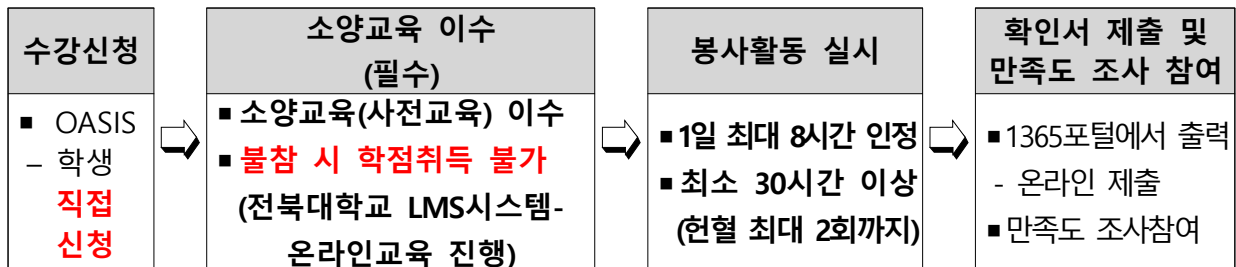 수강신청
■ OASIS
– 학생
직접
신청
소양교육 이수
(필수)
■ 소양교육(사전교육) 이수
■ 불참 시 학점취득 불가
(전북대학교 LMS시스템-
온라인교육 진행)
봉사활동 실시
■ 1일 최대 8시간 인정
■ 최소 30시간 이상
(헌혈 최대 2회까지)
확인서 제출 및
만족도 조사 참여
■ 1365포털에서 출력
- 온라인 제출
■ 만족도 조사참여